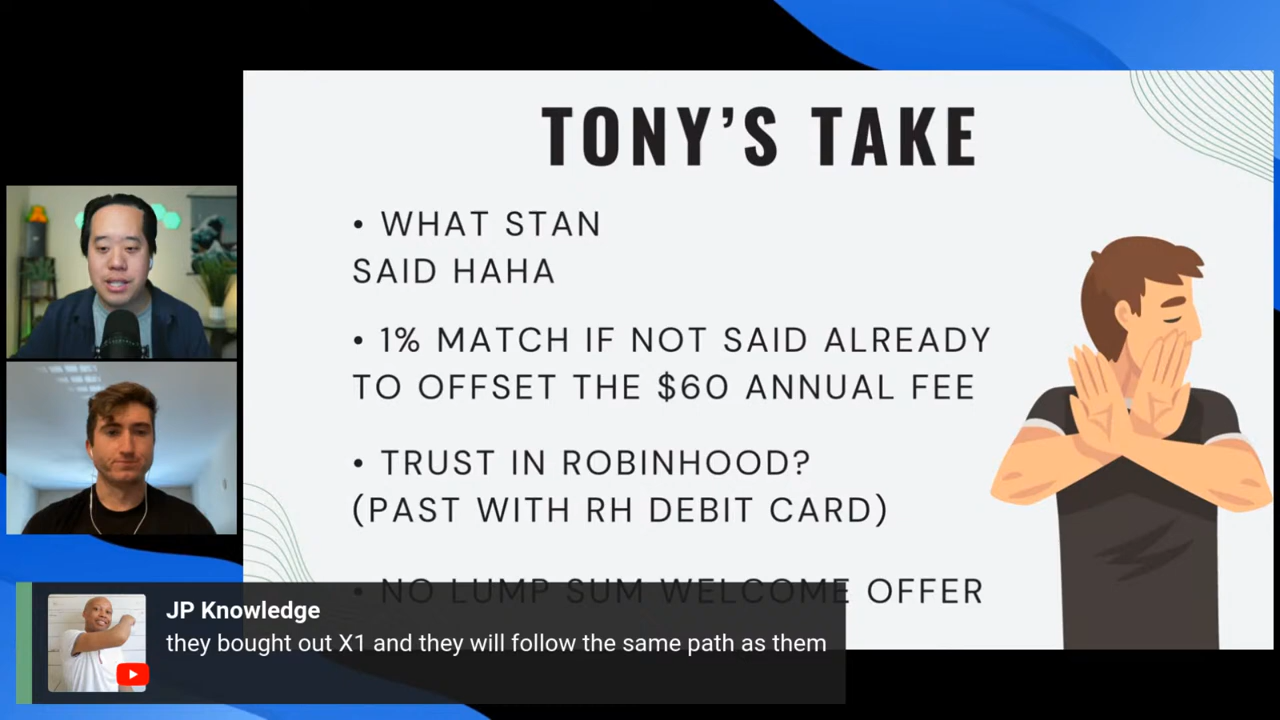 TONY'S TAKE
• WHAT STAN
SAID HAHA
• 1% MATCH IF NOT SAID ALREADY
TO OFFSET THE $60 ANNUAL FEE
• TRUST IN ROBINHOOD?
(PAST WITH RH DEBIT CARD)
• NO LUMP SUM WELCOME OFFER
JP Knowledge
they bought out X1 and they will follow the same path as them